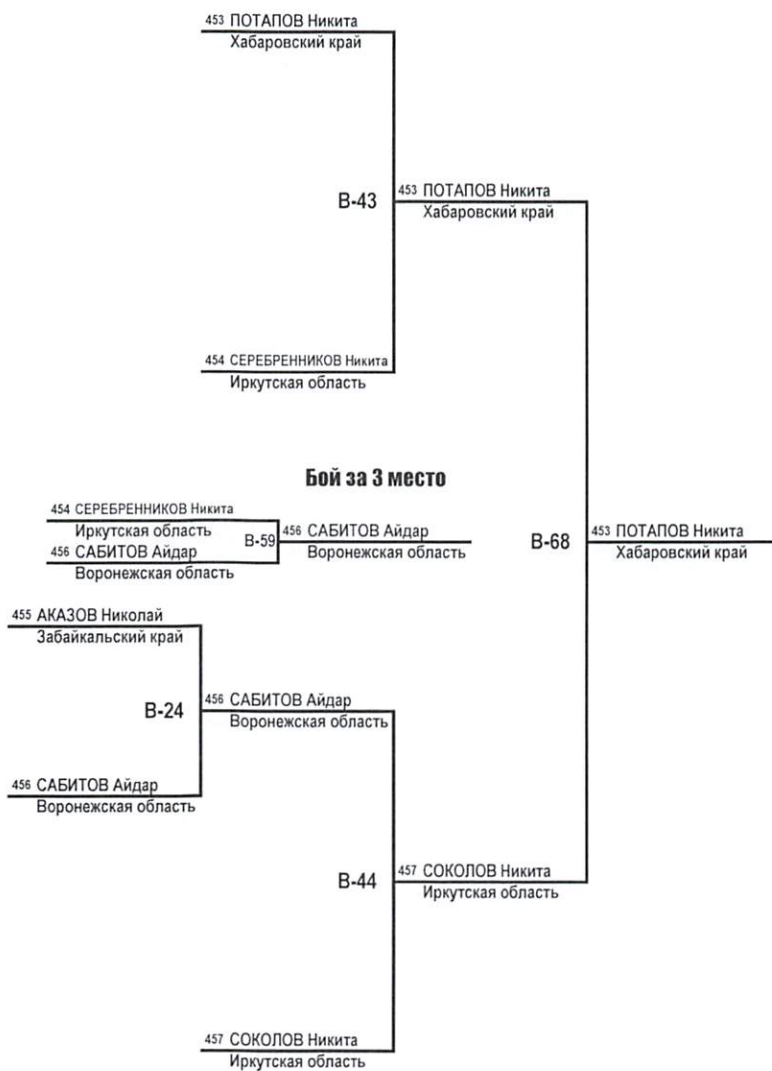 453 ПОТАПОВ Никита
Хабаровский край
B-43
453 ПОТАПОВ Никита
Хабаровский край
454 СЕРЕБРЕННИКОВ Никита
Иркутская область
Бой за 3 место
454 СЕРЕБРЕННИКОВ Никита
Иркутская область
456 САБИТОВ Айдар
Воронежская область
B-59
456 САБИТОВ Айдар
Воронежская область
B-68
453 ПОТАПОВ Никита
Хабаровский край
455 АКАЗОВ Николай
Забайкальский край
B-24
456 САБИТОВ Айдар
Воронежская область
456 САБИТОВ Айдар
Воронежская область
B-44
457 СОКОЛОВ Никита
Иркутская область
457 СОКОЛОВ Никита
Иркутская область